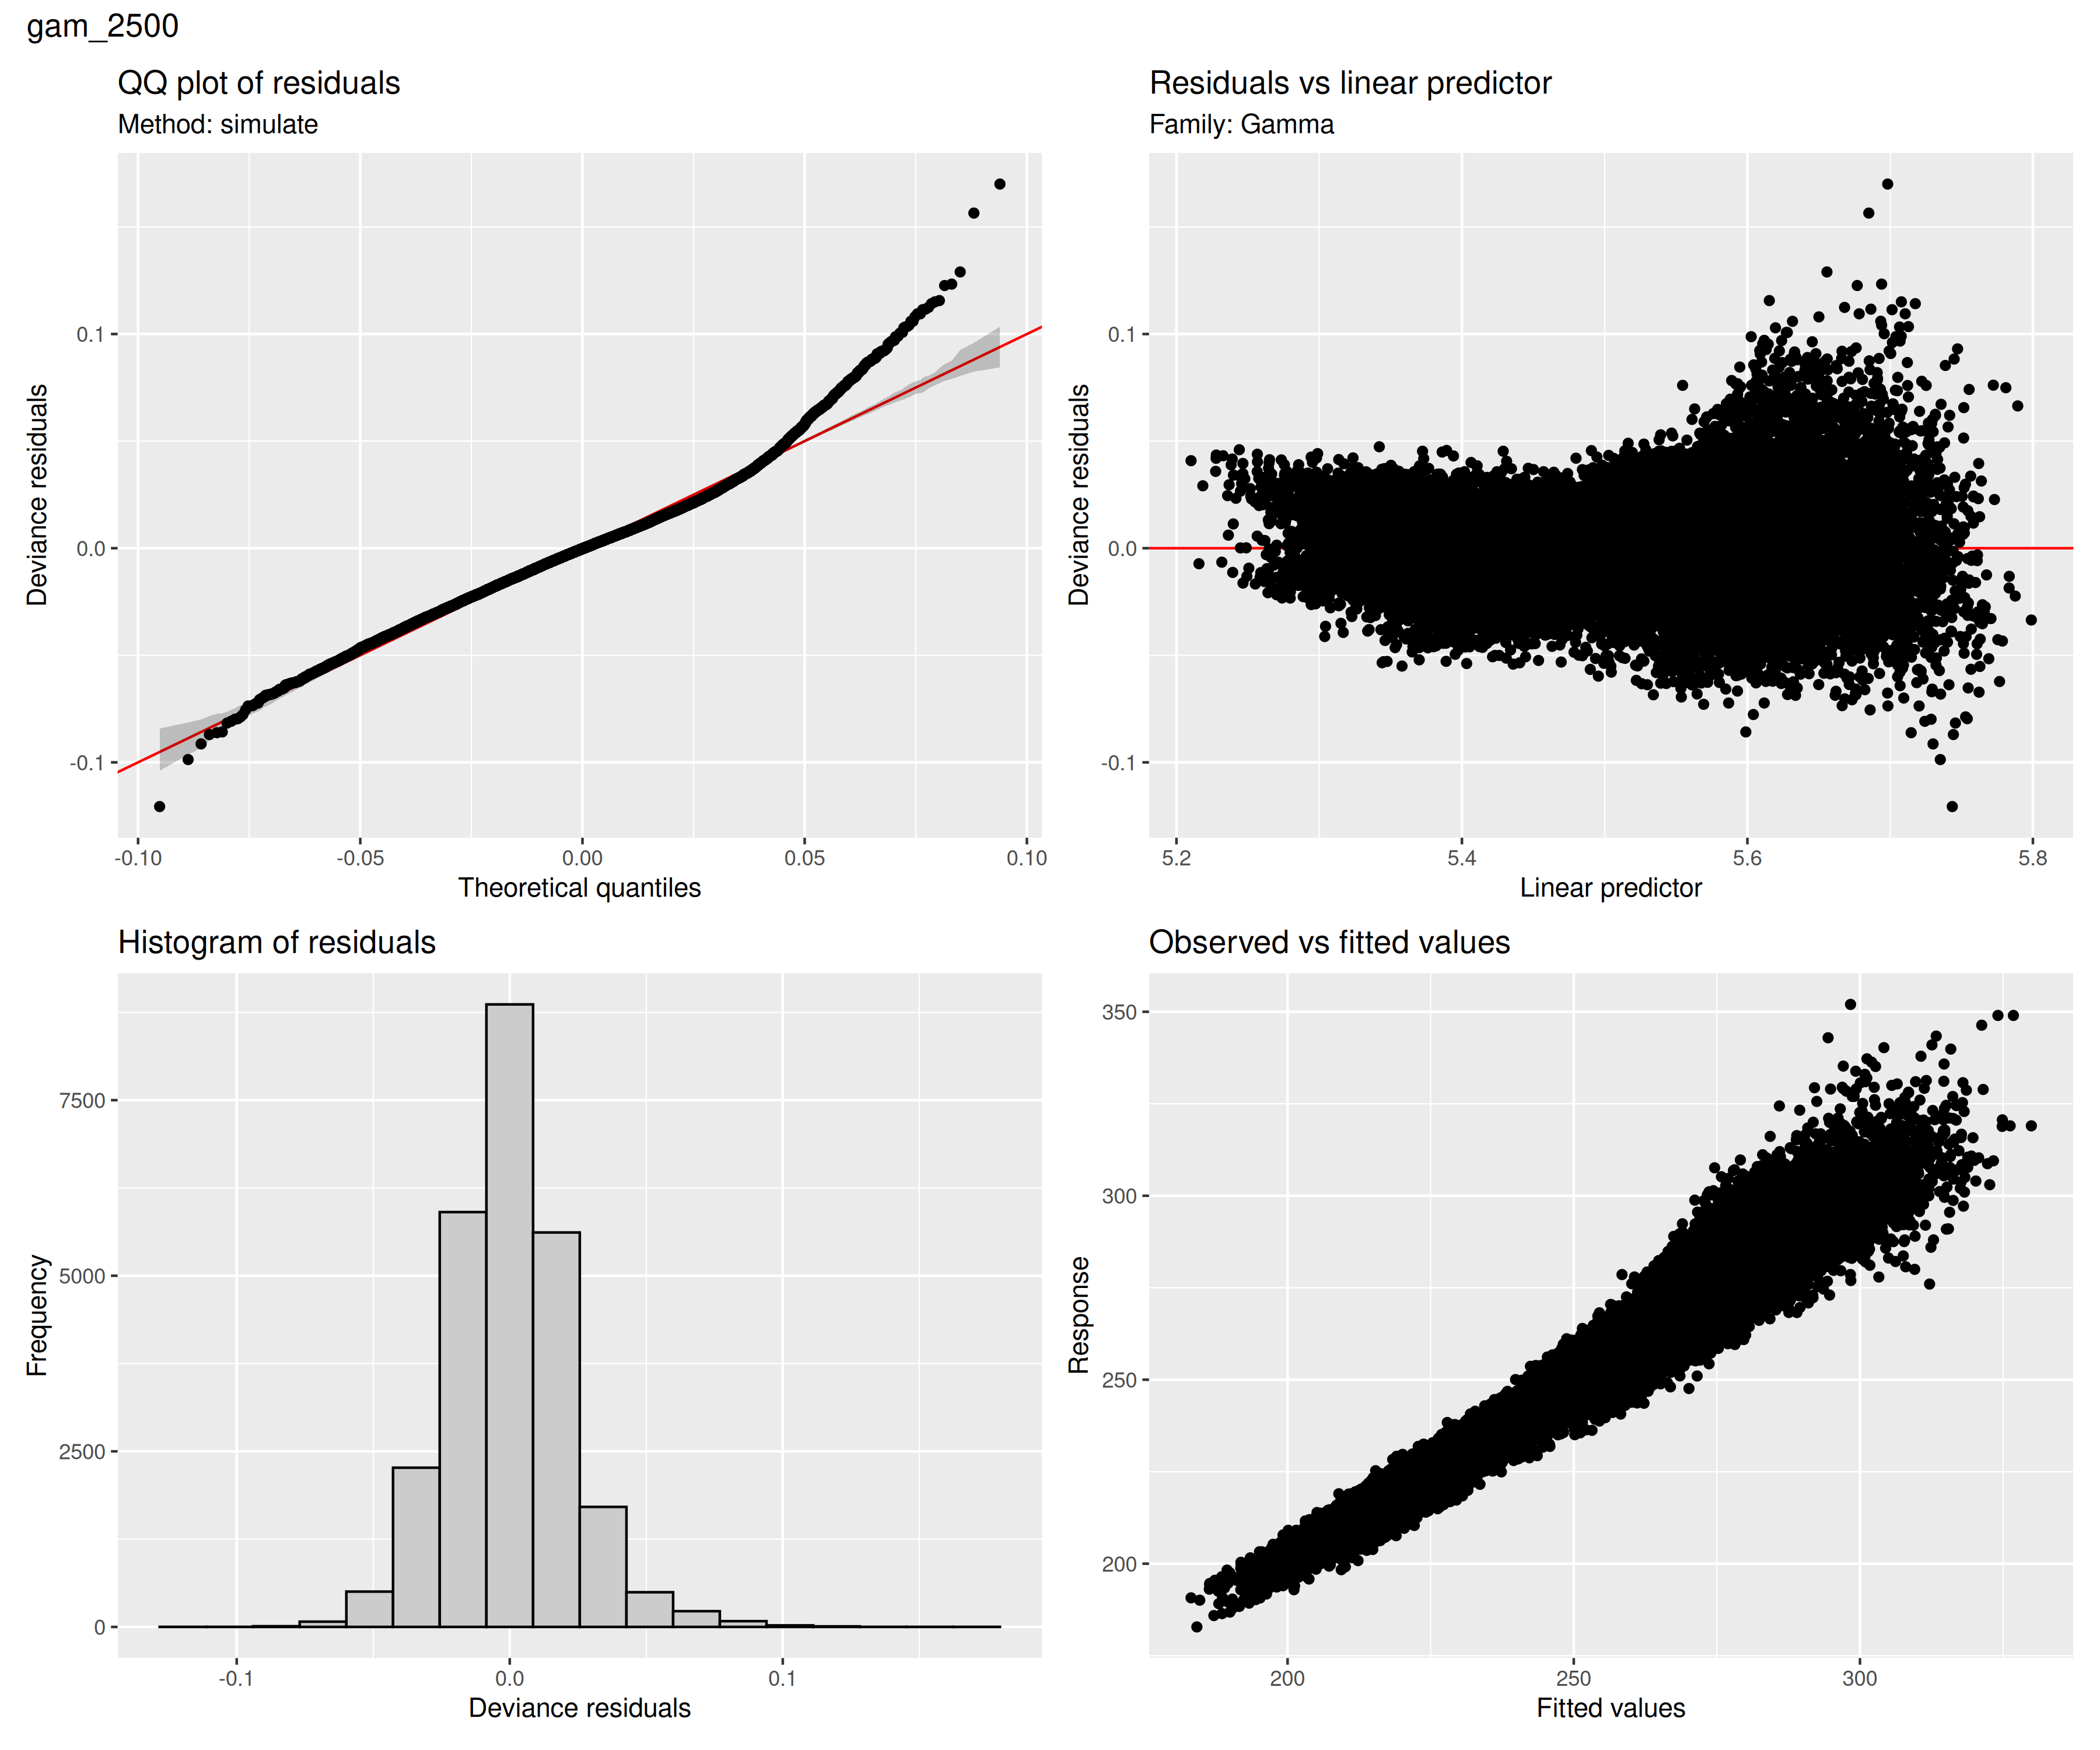 gam_2500
QQ plot of residuals
Method: simulate
Deviance residuals
0.1
0.0
-0.1
-0.10
-0.05
0.00
0.05
0.10
Theoretical quantiles
Residuals vs linear predictor
Family: Gamma
Deviance residuals
0.1
0.0
-0.1
5.2
5.4
5.6
5.8
Linear predictor
Histogram of residuals
Frequency
7500
5000
2500
0
-0.1
0.0
0.1
Deviance residuals
Observed vs fitted values
Response
350
300
250
200
200
250
300
Fitted values